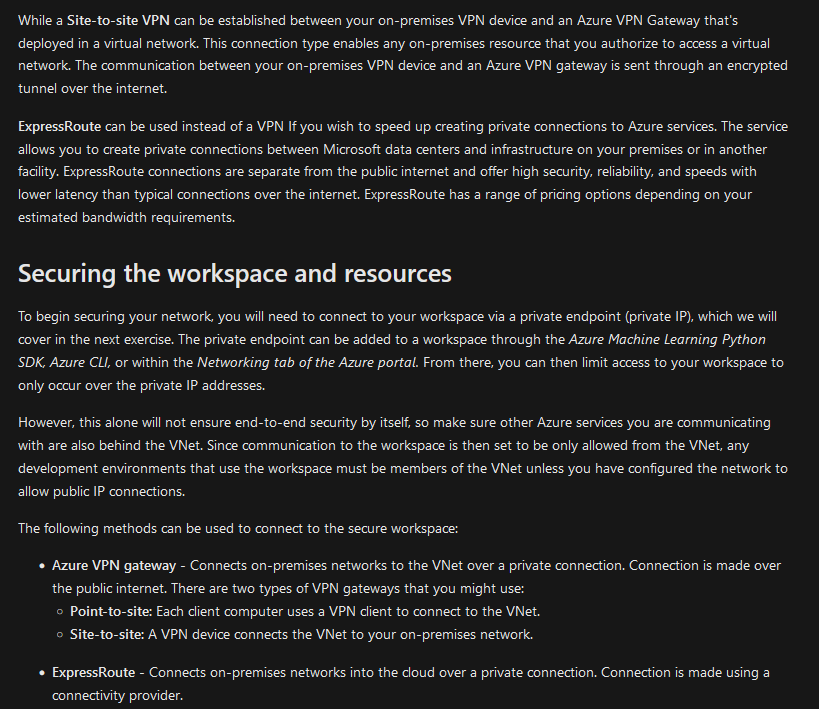 While a Site-to-site VPN can be established between your on-premises VPN device and an Azure VPN Gateway that's
deployed in a virtual network. This connection type enables any on-premises resource that you authorize to access a virtual
network. The communication between your on-premises VPN device and an Azure VPN gateway is sent through an encrypted
tunnel over the internet.
ExpressRoute can be used instead of a VPN If you wish to speed up creating private connections to Azure services. The service
allows you to create private connections between Microsoft data centers and infrastructure on your premises or in another
facility. ExpressRoute connections are separate from the public internet and offer high security, reliability, and speeds with
lower latency than typical connections over the internet. ExpressRoute has a range of pricing options depending on your
estimated bandwidth requirements.
Securing the workspace and resources
To begin securing your network, you will need to connect to your workspace via a private endpoint (private IP), which we will
cover in the next exercise. The private endpoint can be added to a workspace through the Azure Machine Learning Python
SDK, Azure CLI, or within the Networking tab of the Azure portal. From there, you can then limit access to your workspace to
only occur over the private IP addresses.
However, this alone will not ensure end-to-end security by itself, so make sure other Azure services you are communicating
with are also behind the VNet. Since communication to the workspace is then set to be only allowed from the VNet, any
development environments that use the workspace must be members of the VNet unless you have configured the network to
allow public IP connections.
The following methods can be used to connect to the secure workspace:
• Azure VPN gateway - Connects on-premises networks to the VNet over a private connection. Connection is made over
the public internet. There are two types of VPN gateways that you might use:
◦ Point-to-site: Each client computer uses a VPN client to connect to the VNet.
◦ Site-to-site: A VPN device connects the VNet to your on-premises network.
• ExpressRoute - Connects on-premises networks into the cloud over a private connection. Connection is made using a
connectivity provider.